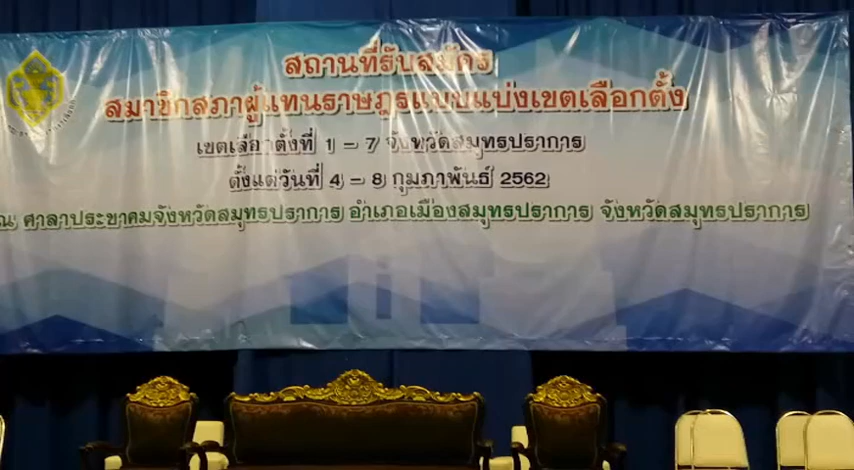 สถานที่รับสมัคร
สมาชิกสภาผู้แทนราษฎรแบบแบ่งเขตเลือกตั้ง
เขตเลือกตั้งที่ 1 – 7 จังหวัดสมุทรปราการ
ตั้งแต่วันที่ 4 – 8 กุมภาพันธ์ 2562
ณ ศาลาประชาคมจังหวัดสมุทรปราการ อำเภอเมืองสมุทรปราการ จังหวัดสมุทรปราการ